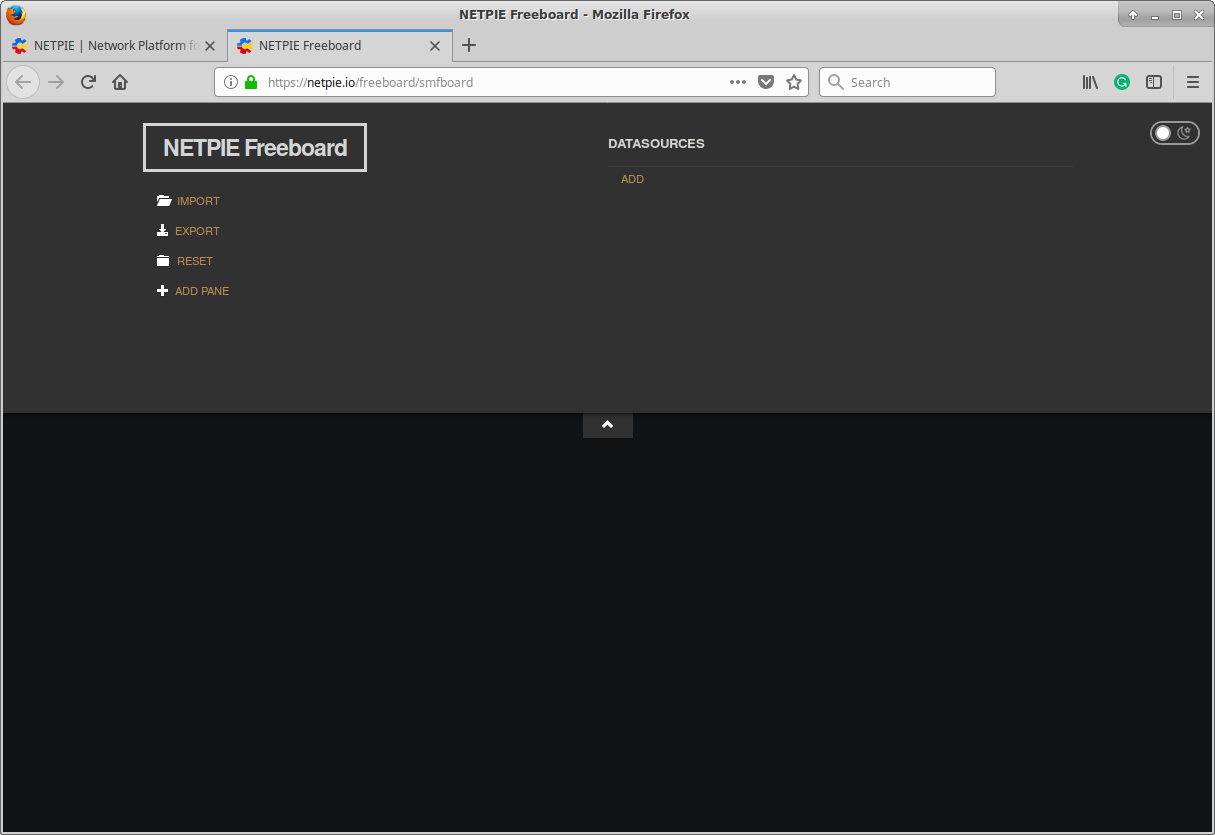 NETPIE Freeboard - Mozilla Firefox
NETPIE | Network Platform fo
NETPIE Freeboard
https://netpie.io/freeboard/smfboard
Search
NETPIE Freeboard
DATASOURCES
ADD
IMPORT
EXPORT
RESET
ADD PANE